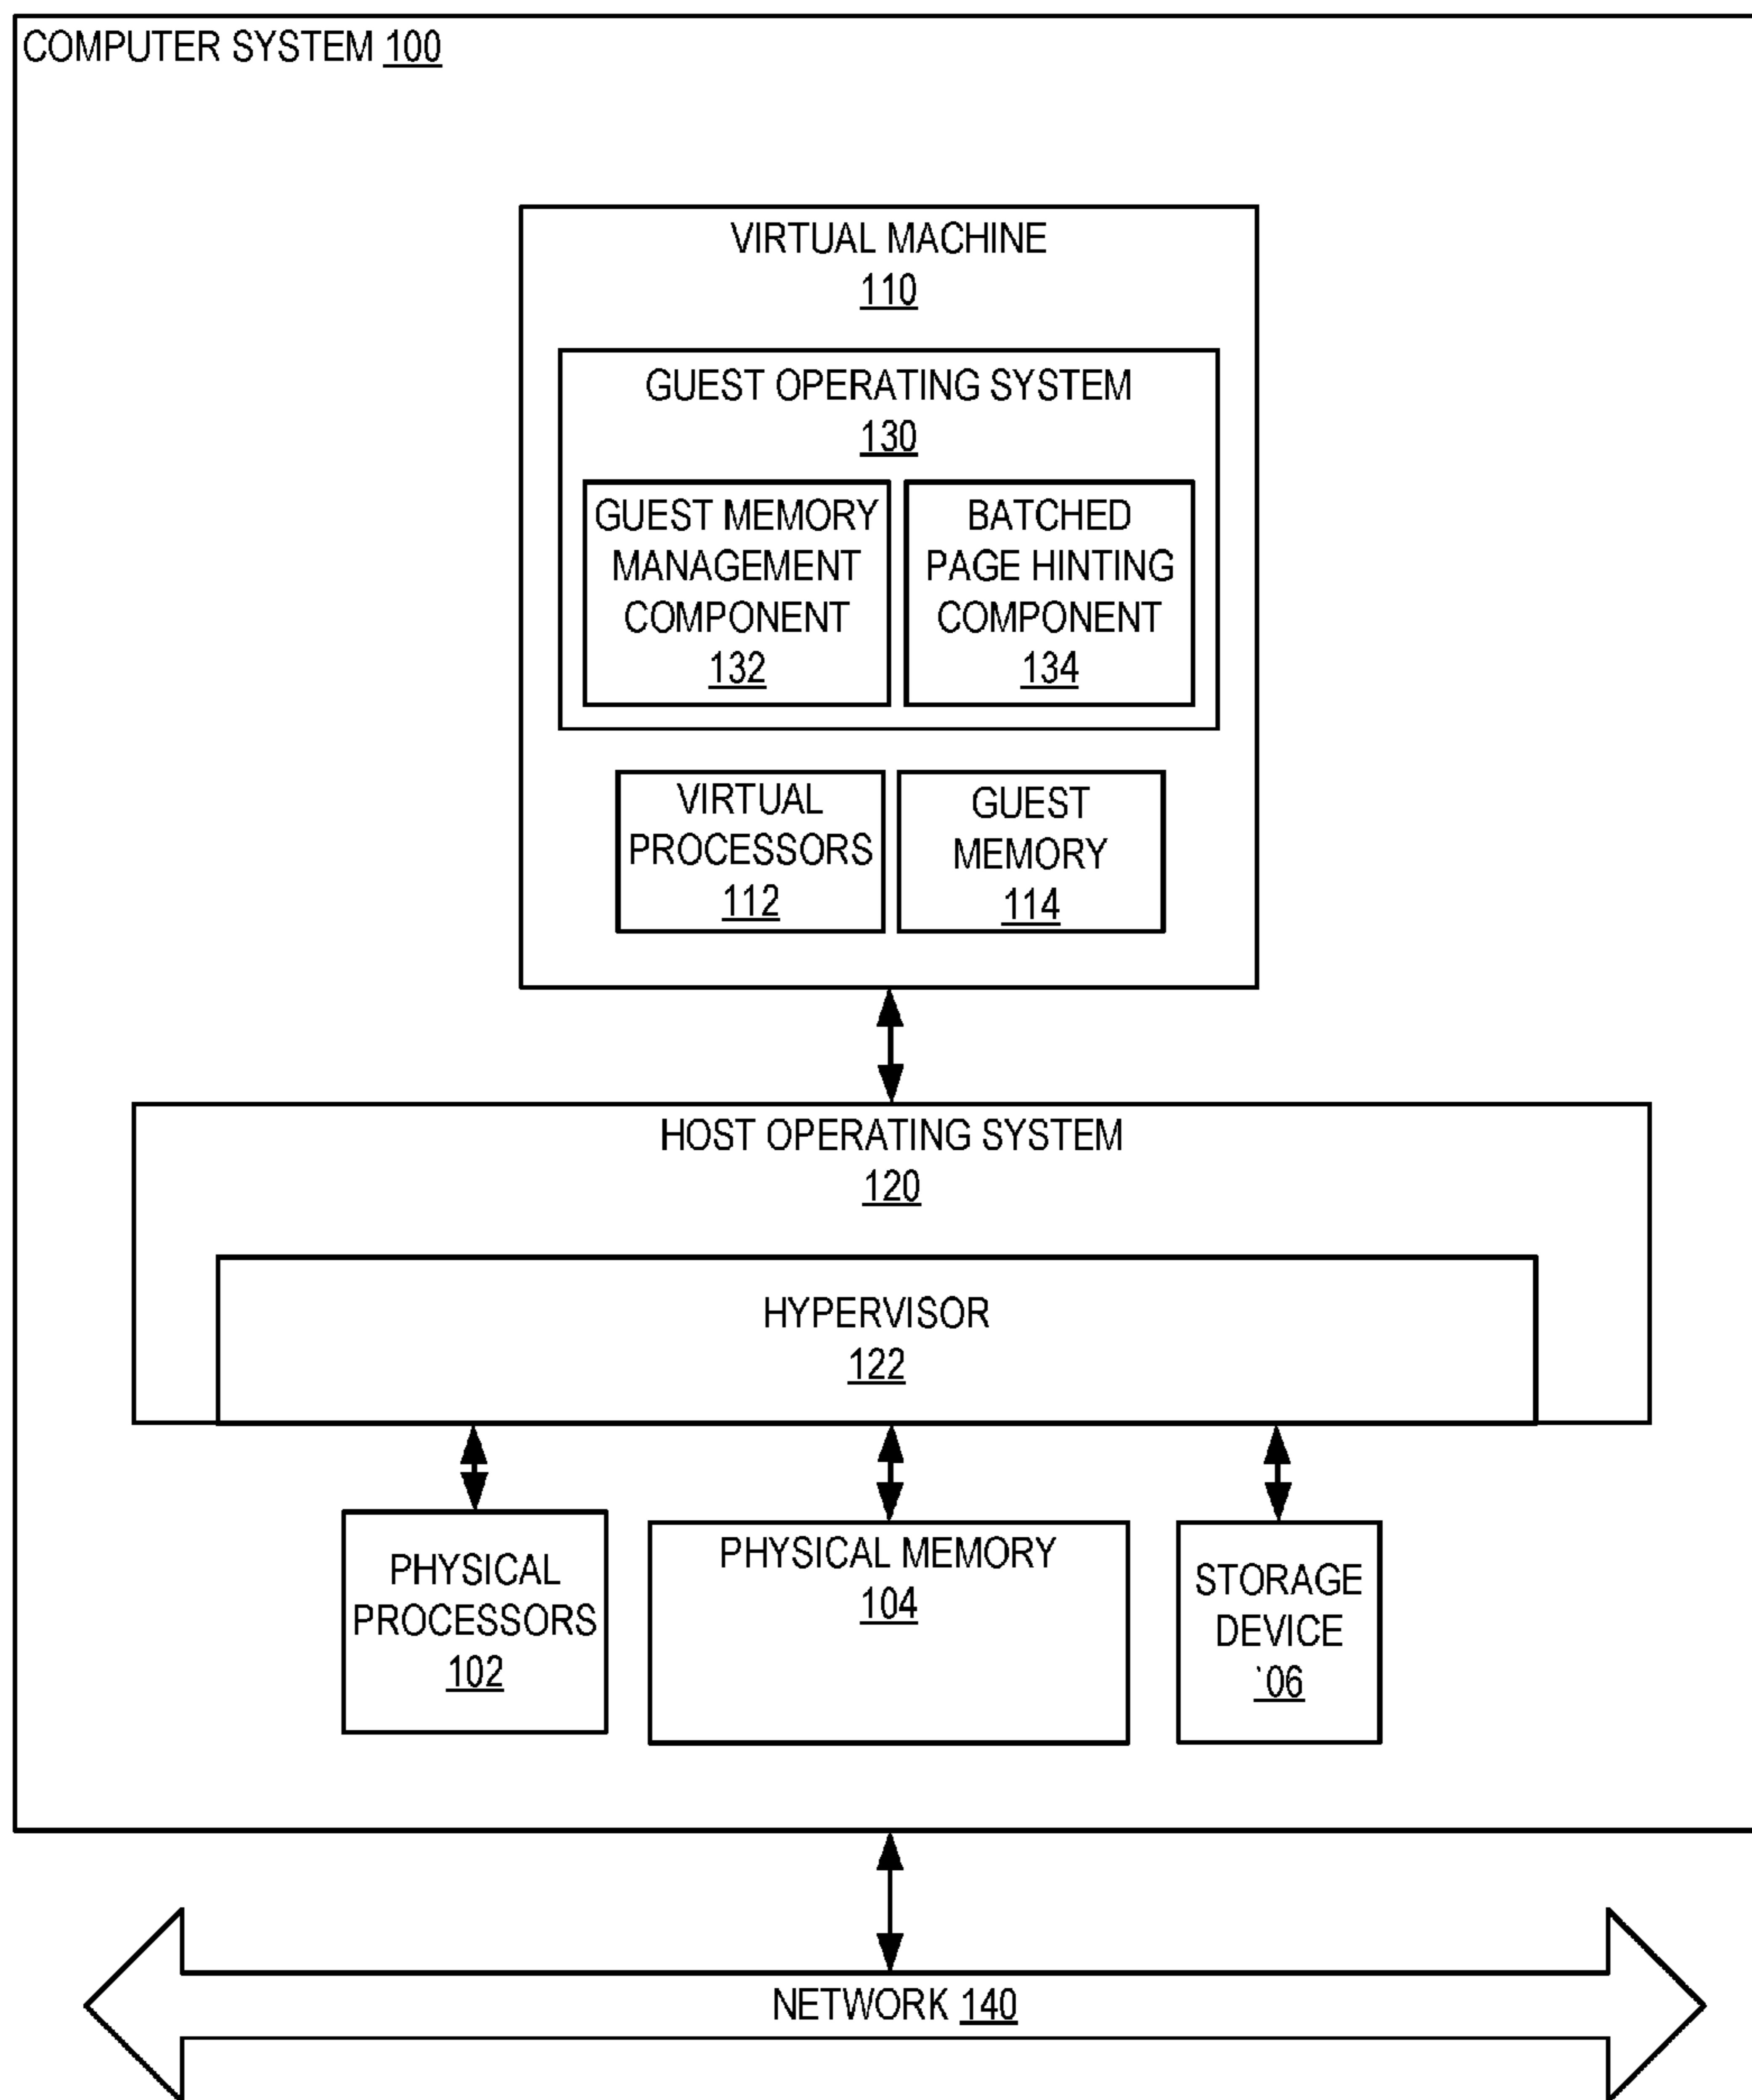 COMPUTER SYSTEM 100
VIRTUAL MACHINE
110
GUEST OPERATING SYSTEM
130
GUEST MEMORY
MANAGEMENT
COMPONENT
132
BATCHED
PAGE HINTING
COMPONENT
134
VIRTUAL
PROCESSORS
112
GUEST
MEMORY
114
HOST OPERATING SYSTEM
120
HYPERVISOR
122
PHYSICAL
PROCESSORS
102
PHYSICAL MEMORY
104
STORAGE
DEVICE
`06
NETWORK 140